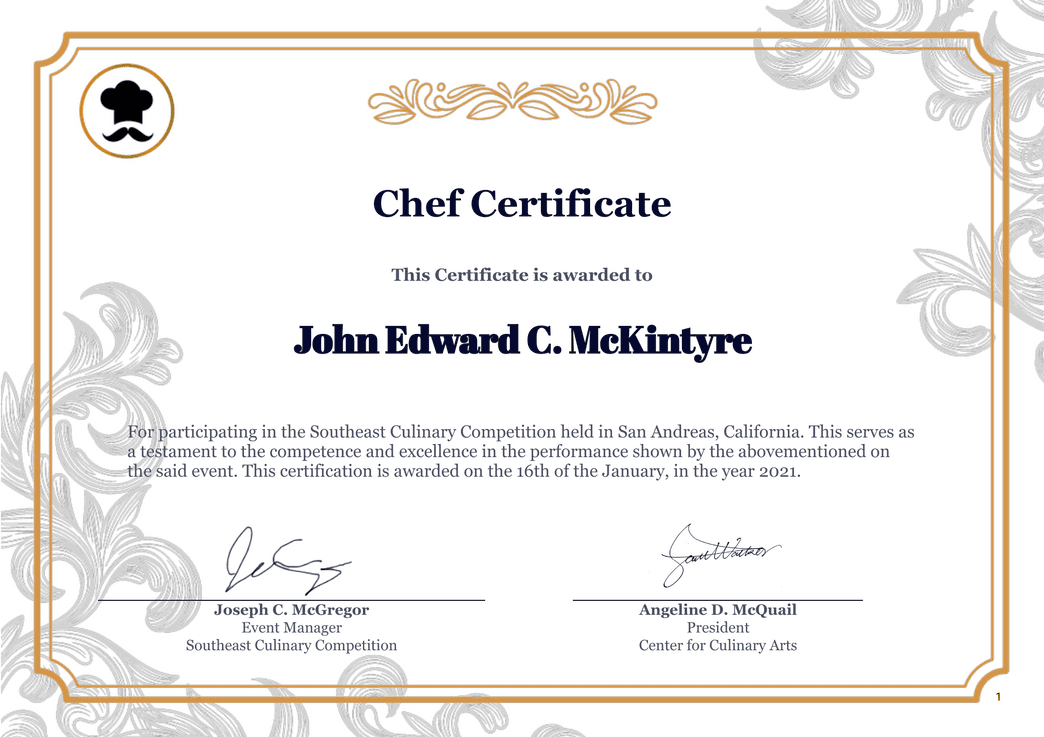 Chef Certificate
This Certificate is awarded to
John Edward C. McKintyre
For participating in the Southeast Culinary Competition held in San Andreas, California. This serves as
a testament to the competence and excellence in the performance shown by the abovementioned on
the said event. This certification is awarded on the 16th of the January, in the year 2021.
Joseph C. McGregor
Event Manager
Southeast Culinary Competition
Angeline D. McQuail
President
Center for Culinary Arts
1